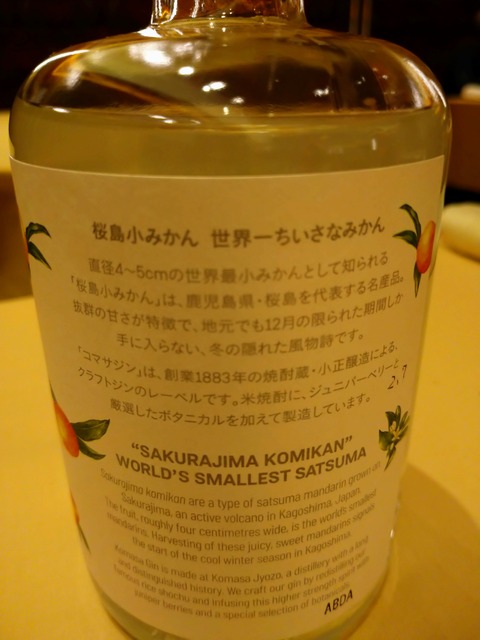 桜島小みかん 世界一ちいさなみかん
直径4~5cmの世界最小みかんとして知られる
「桜島小みかん」は、鹿児島県・桜島を代表する名産品。
抜群の甘さが特徴で、地元でも12月の限られた期間しか
手に入らない、冬の隠れた風物詩です。
「コマサジン」は、創業1883年の焼酎蔵・小正醸造による、
クラフトジンのレーベルです。米焼酎に、ジュニパーベリーと
厳選したボタニカルを加えて製造しています。
2,7
“SAKURAJIMA KOMIKAN”
WORLD'S SMALLEST SATSUMA
Sakurajima komikan are a type of satsuma mandarin grown on
Sakurajima, an active volcano in Kagoshima, Japan.
The fruit, roughly four centimetres wide, is the world's smallest
mandarins. Harvesting of these juicy, sweet mandarins signals
the start of the cool winter season in Kagoshima.
Komasa Gin is made at Komasa Jyozo, a distillery with a long
and distinguished history. We craft our gin by redistilling our
famous rice shochu and infusing this higher strength spirit with
juniper berries and a special selection of botanicals.
ABDA